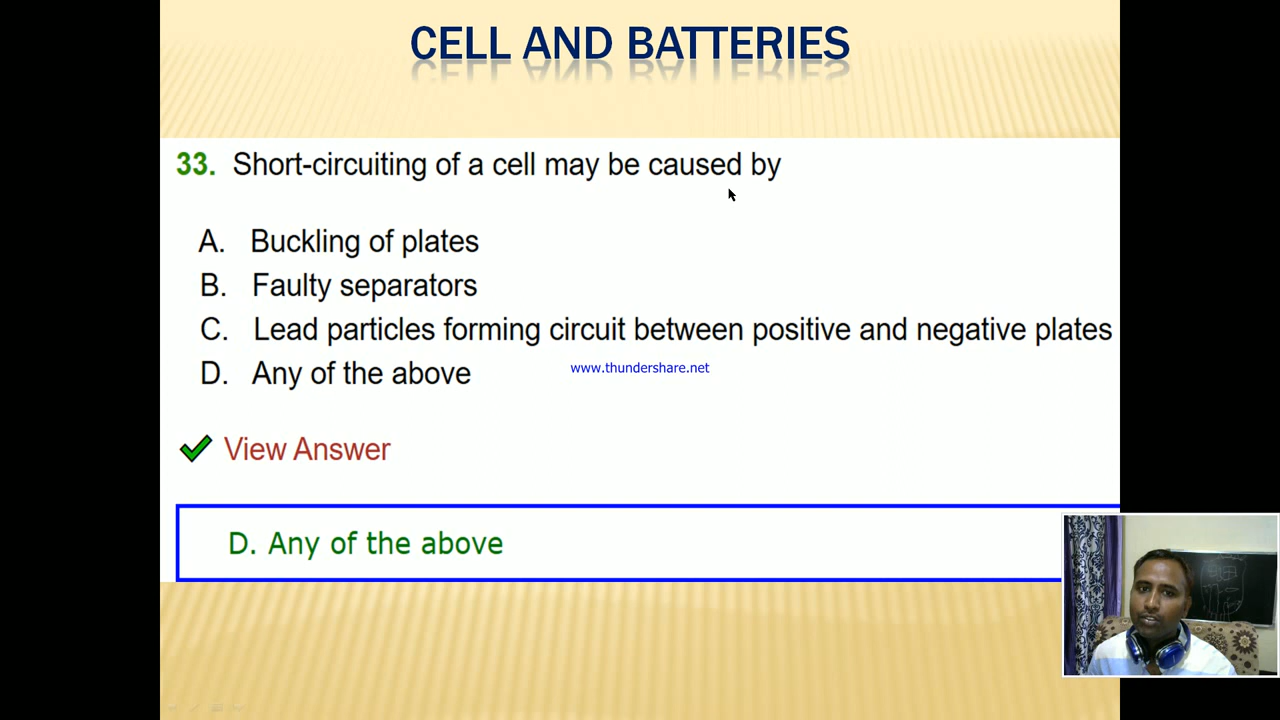 CELL AND BATTERIES
33. Short-circuiting of a cell may be caused by
A. Buckling of plates
B. Faulty separators
C. Lead particles forming circuit between positive and negative plates
D. Any of the above
www.thundershare.net
View Answer
D. Any of the above